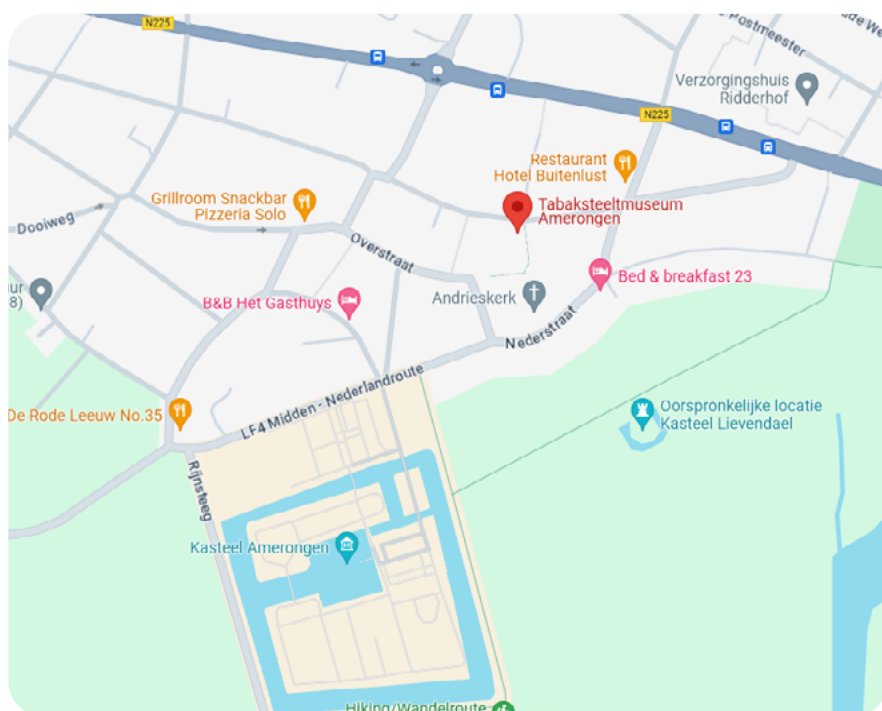 N225
Postmeester
Verzorgingshuis
Ridderhof
N225
Restaurant
Hotel Buitenlust
Grillroom Snackbar
Pizzeria Solo
Tabaksteeltmuseum
Amerongen
Dooiweg
Overstraat
Bed & breakfast 23
Andrieskerk
B&B Het Gasthuys
8)
Nederstraat
LF4 Midden - Nederlandroute
De Rode Leeuw No.35
Oorspronkelijke locatie
Kasteel Lievendael
Rijnsteeg
Kasteel Amerongen
Hiking/Wandelroute